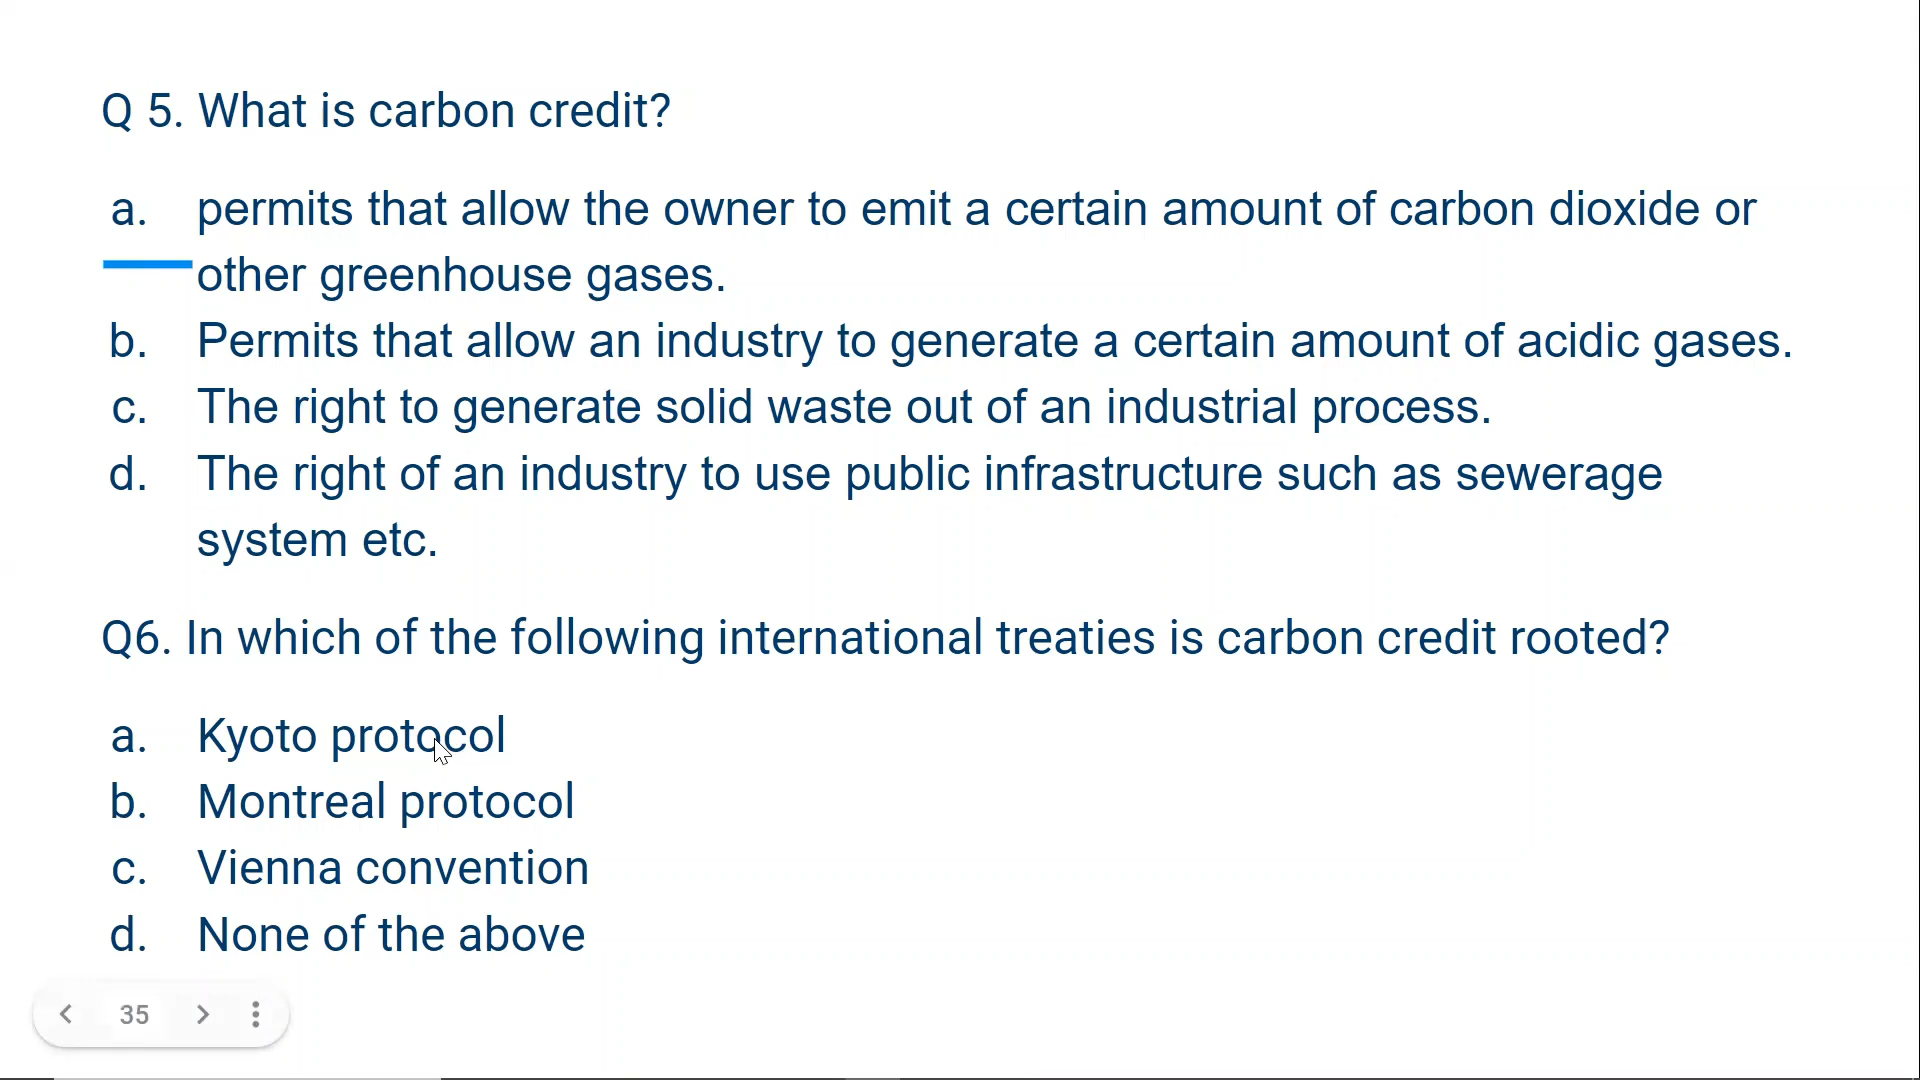 Q 5. What is carbon credit?
a. permits that allow the owner to emit a certain amount of carbon dioxide or
other greenhouse gases.
b. Permits that allow an industry to generate a certain amount of acidic gases.
c. The right to generate solid waste out of an industrial process.
d. The right of an industry to use public infrastructure such as sewerage
system etc.
Q6. In which of the following international treaties is carbon credit rooted?
a. Kyoto protocol
b. Montreal protocol
c. Vienna convention
d. None of the above
35